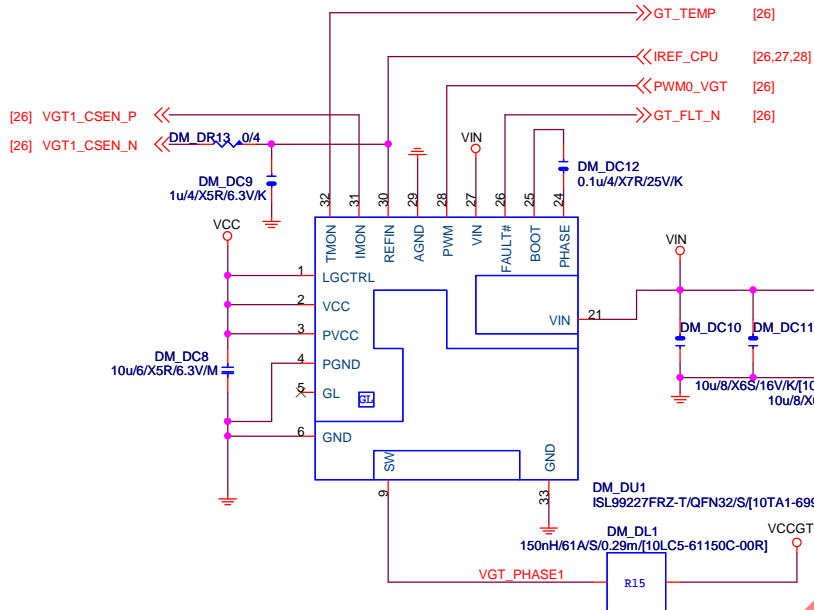 GT_TEMP [26]
IREF_CPU [26,27,28]
PWM0_VGT [26]
[26] VGT1_CSEN_P
GT_FLT_N [26]
[26] VGT1_CSEN_N
DM_DR13 0/4
VIN
DM_DC12
0.1u/4/X7R/25V/K
DM_DC9
1u/4/X5R/6.3V/K
32 31 30 29 28 27 26 25 24
VCC
TMON IMON REFIN AGND PWM VIN FAULT# BOOT PHASE
VIN
1 LGCTRL
2 VCC
VIN 21
3 PVCC
DM_DC10 DM_DC11
DM_DC8
10u/6/X5R/6.3V/M
4 PGND
5 GL
GL
10u/8/X6S/16V/K/[10
10u/8/X6
6 GND
SW
GND
9
33
DM_DU1
ISL99227FRZ-T/QFN32/S/[10TA1-699
DM_DL1
150nH/61A/S/0.29m/[10LC5-61150C-00R]
VCCGT
VGT_PHASE1
R15